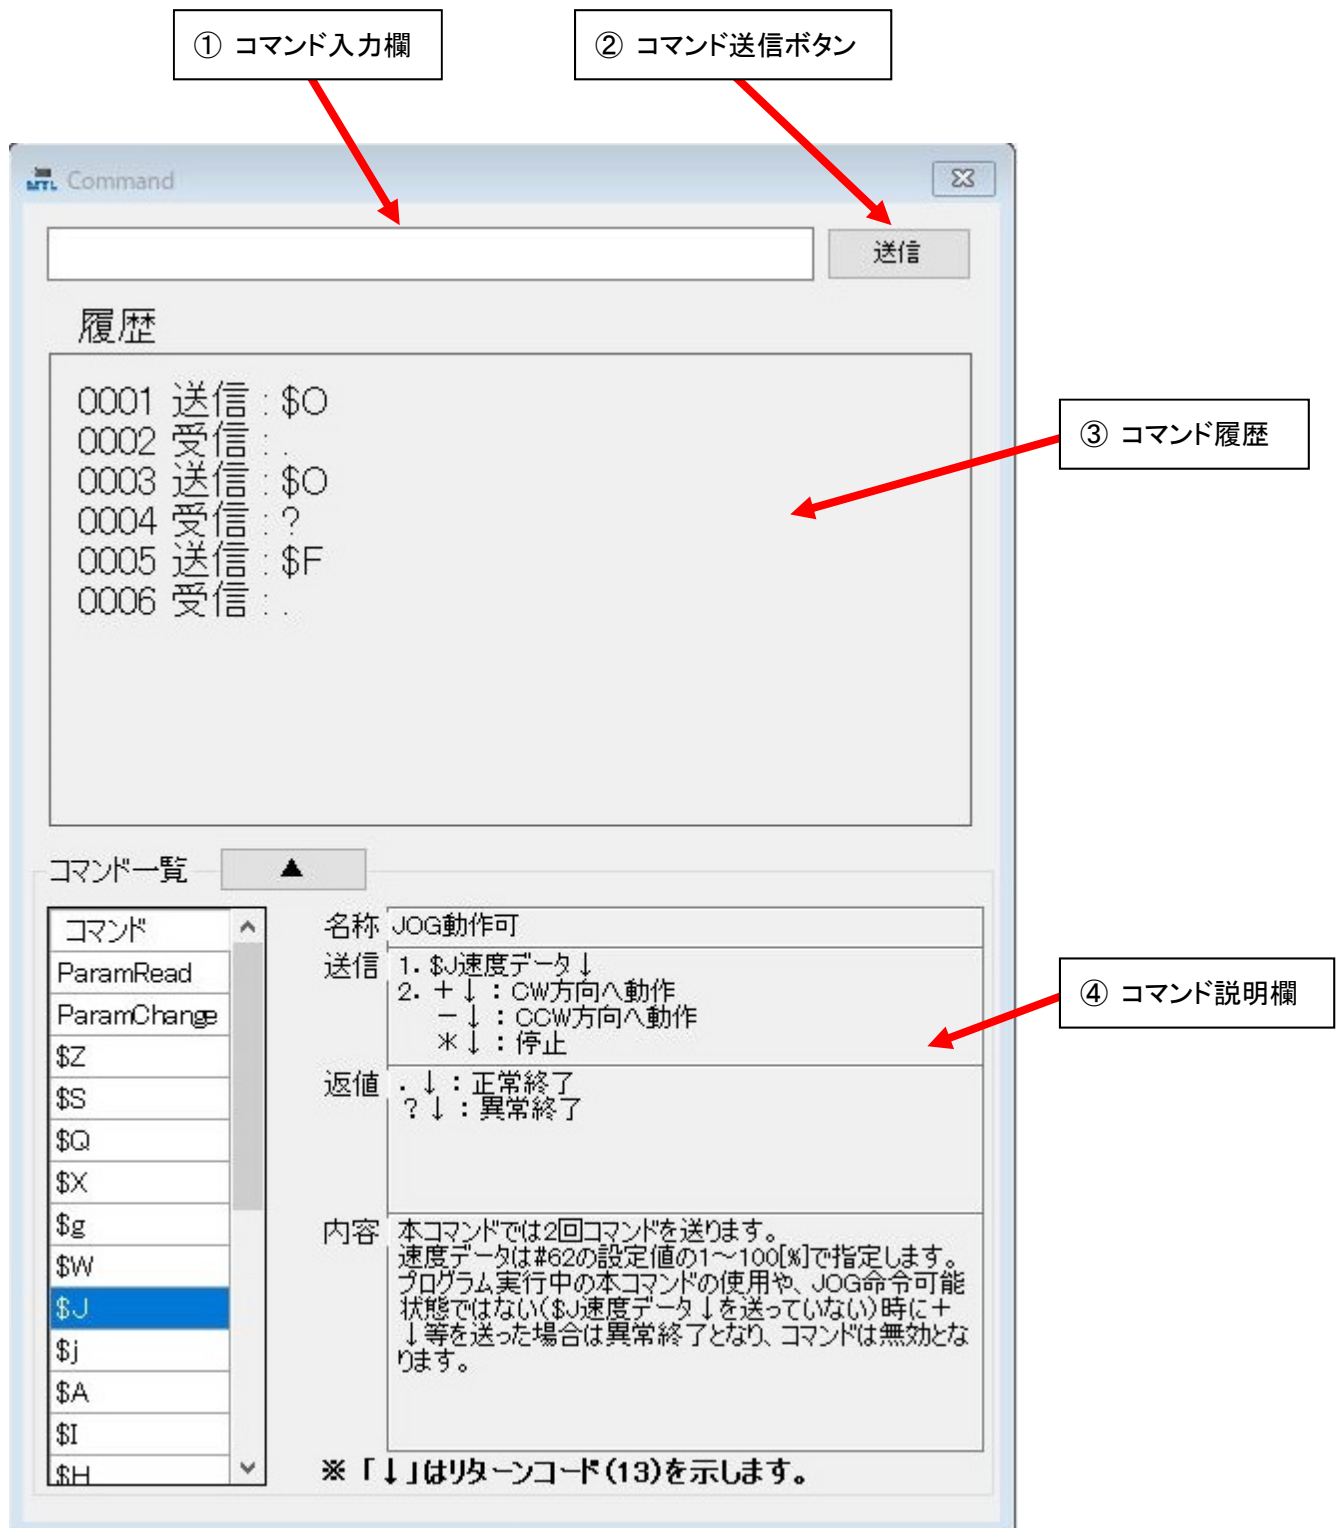 ① コマンド入力欄
② コマンド送信ボタン
MTL Command
送信
履歴
0001 送信 : $O
0002 受信 : .
0003 送信 : $O
0004 受信 : ?
0005 送信 : $F
0006 受信 : .
③ コマンド履歴
コマンド一覧 ▲
コマンド
ParamRead
ParamChange
$Z
$S
$Q
$X
$g
$W
$J
$j
$A
$I
$H
名称 JOG動作可
送信 1. $J速度データ↓
2. +↓:CW方向へ動作
-↓:CCW方向へ動作
*↓:停止
④ コマンド説明欄
返値 .↓:正常終了
?↓:異常終了
内容 本コマンドでは2回コマンドを送ります。
速度データは#62の設定値の1~100[%]で指定します。
プログラム実行中の本コマンドの使用や、JOG命令可能
状態ではない($J速度データ↓を送っていない)時に+
↓等を送った場合は異常終了となり、コマンドは無効とな
ります。
※「↓」はリターンコード(13)を示します。